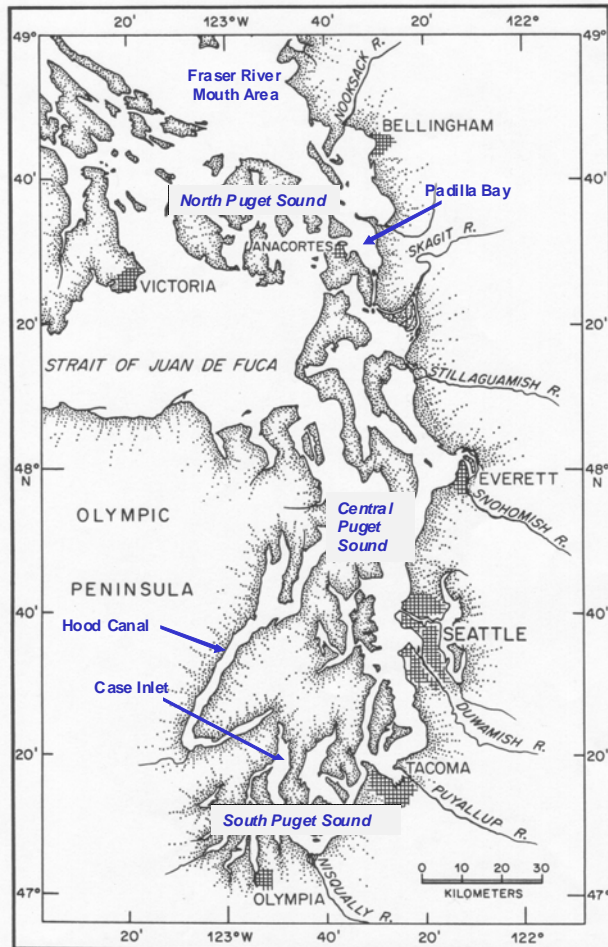 20'
123°W
40'
20'
122°
49°
49°
Fraser River
Mouth Area
NOOKSACK R.
BELLINGHAM
40'
40'
Padilla Bay
North Puget Sound
SKAGIT R.
ANACORTES
VICTORIA
20'
20'
STRAIT OF JUAN DE FUCA
STILLAGUAMISH R.
48°
N
48°
N
EVERETT
SNOHOMISH R.
Central
Puget
Sound
OLYMPIC
PENINSULA
40'
40'
Hood Canal
SEATTLE
Case Inlet
DUWAMISH R.
20'
20'
TACOMA
PUYALLUP R.
South Puget Sound
NISQUALLY R.
0 10 20 30
KILOMETERS
47°
47°
OLYMPIA
20'
123°W
40'
20'
122°